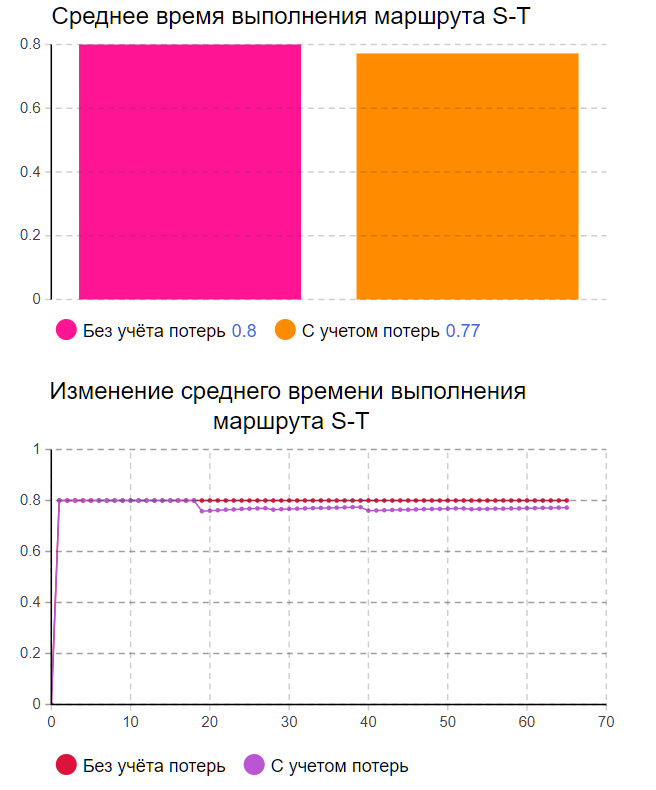 Среднее время выполнения маршрута S-T
0.8
0.6
0.4
0.2
0
Без учёта потерь 0.8 С учетом потерь 0.77
Изменение среднего времени выполнения
маршрута S-T
1
0.8
0.6
0.4
0.2
0
0 10 20 30 40 50 60 70
Без учёта потерь С учетом потерь